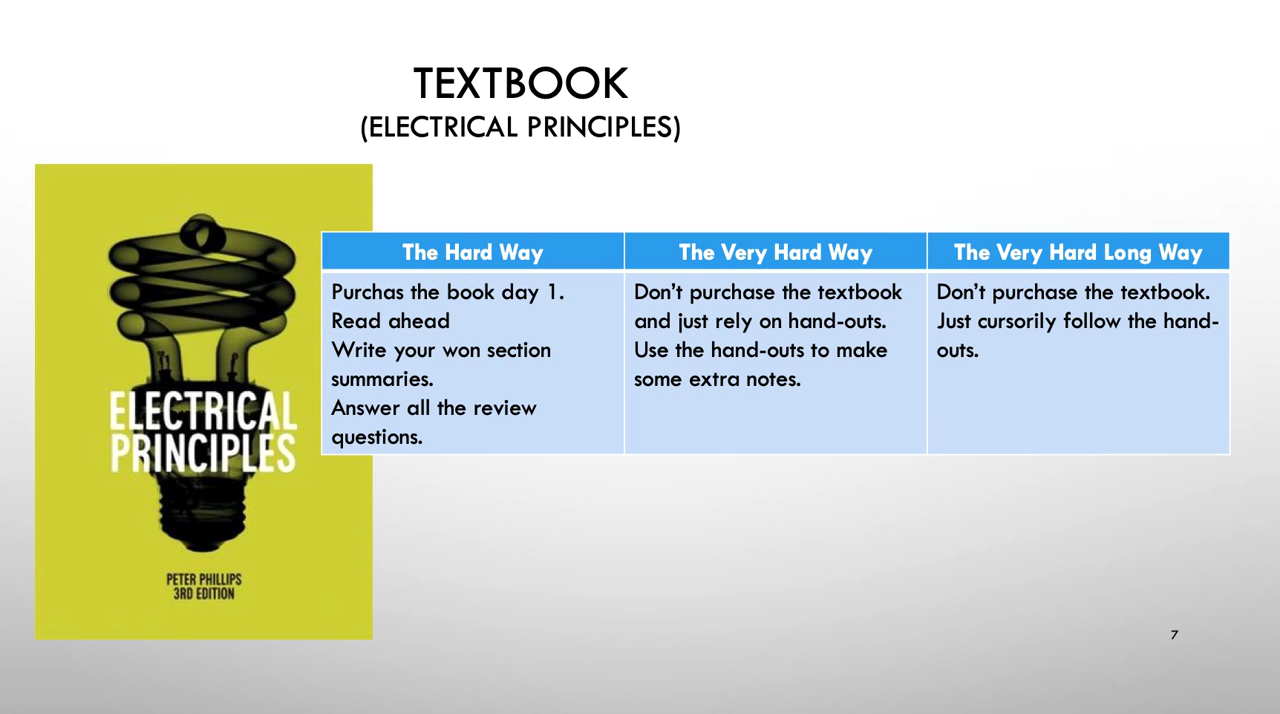 TEXTBOOK
(ELECTRICAL PRINCIPLES)
ELECTRICAL
PRINCIPLES
PETER PHILLIPS
3RD EDITION
The Hard Way
Purchas the book day 1.
Read ahead
Write your won section
summaries.
Answer all the review
questions.
The Very Hard Way
Don’t purchase the textbook
and just rely on hand-outs.
Use the hand-outs to make
some extra notes.
The Very Hard Long Way
Don’t purchase the textbook.
Just cursorily follow the hand-
outs.
7